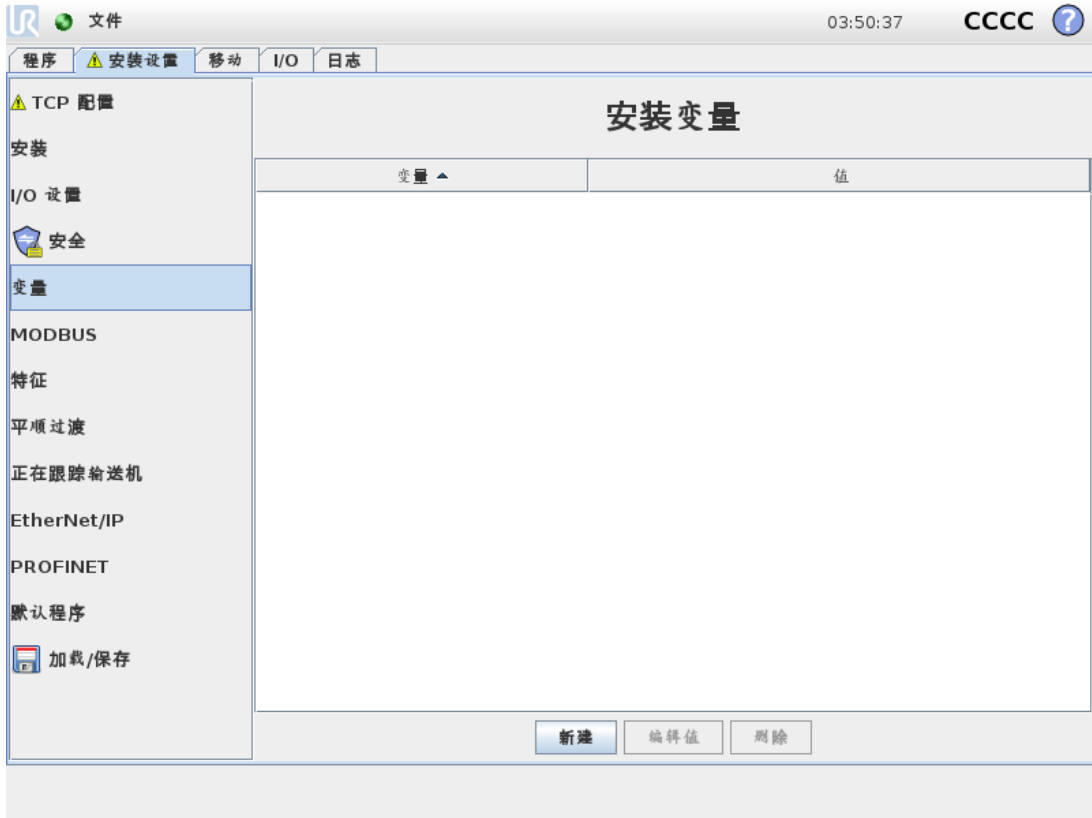 UR 文件 03:50:37 CCCC ?
程序 安装设置 移动 I/O 日志
TCP 配置
安装
I/O 设置
安全
变量
MODBUS
特征
平顺过渡
正在跟踪输送机
EtherNet/IP
PROFINET
默认程序
加载/保存
安装变量
变量 值
新建 编辑值 删除